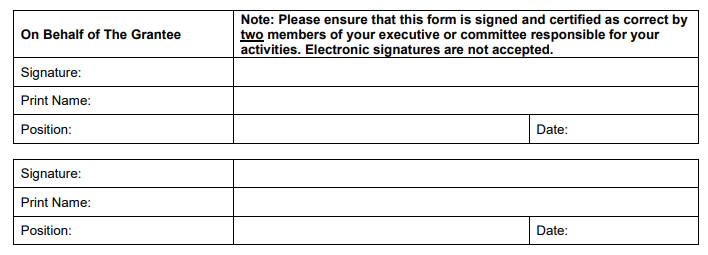 On Behalf of The Grantee
Note: Please ensure that this form is signed and certified as correct by
two members of your executive or committee responsible for your
activities. Electronic signatures are not accepted.
Signature:
Print Name:
Position:
Date:
Signature:
Print Name:
Position:
Date: